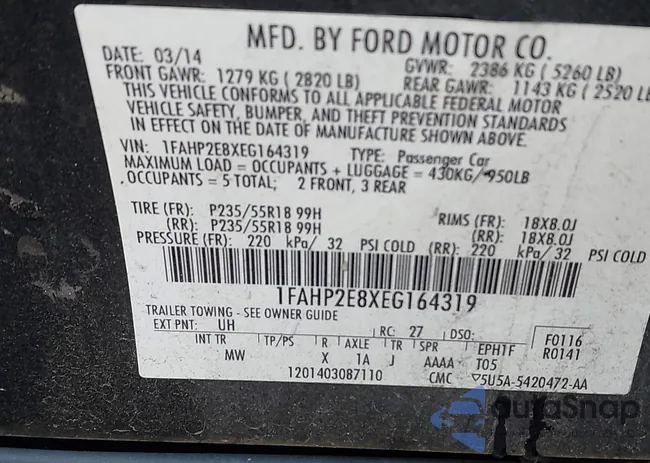 MFD. BY FORD MOTOR CO.
DATE: 03/14 GVWR: 2386 KG ( 5260 LB)
FRONT GAWR: 1279 KG ( 2820 LB) REAR GAWR: 1143 KG ( 2520 LB
THIS VEHICLE CONFORMS TO ALL APPLICABLE FEDERAL MOTOR
VEHICLE SAFETY, BUMPER, AND THEFT PREVENTION STANDARDS
IN EFFECT ON THE DATE OF MANUFACTURE SHOWN ABOVE.
VIN: 1FAHP2E8XEG164319 TYPE: Passenger Car
MAXIMUM LOAD = OCCUPANTS + LUGGAGE = 430KG/ 950LB
OCCUPANTS = 5 TOTAL; 2 FRONT, 3 REAR
TIRE (FR): P235/55R18 99H RIMS (FR): 18X8.0J
(RR): P235/55R18 99H (RR): 18X8.0J
PRESSURE (FR): 220 kPa/ 32 PSI COLD (RR): 220 kPa/ 32 PSI COLD
1FAHP2E8XEG164319
TRAILER TOWING - SEE OWNER GUIDE
EXT PNT: UH RC: 27 DSO: F0116
INT TR TP/PS R AXLE TR SPR EPH1F R0141
MW X 1A J AAAA T05
1201403087110 CMC ▽5U5A-5420472-AA
AutoSnap